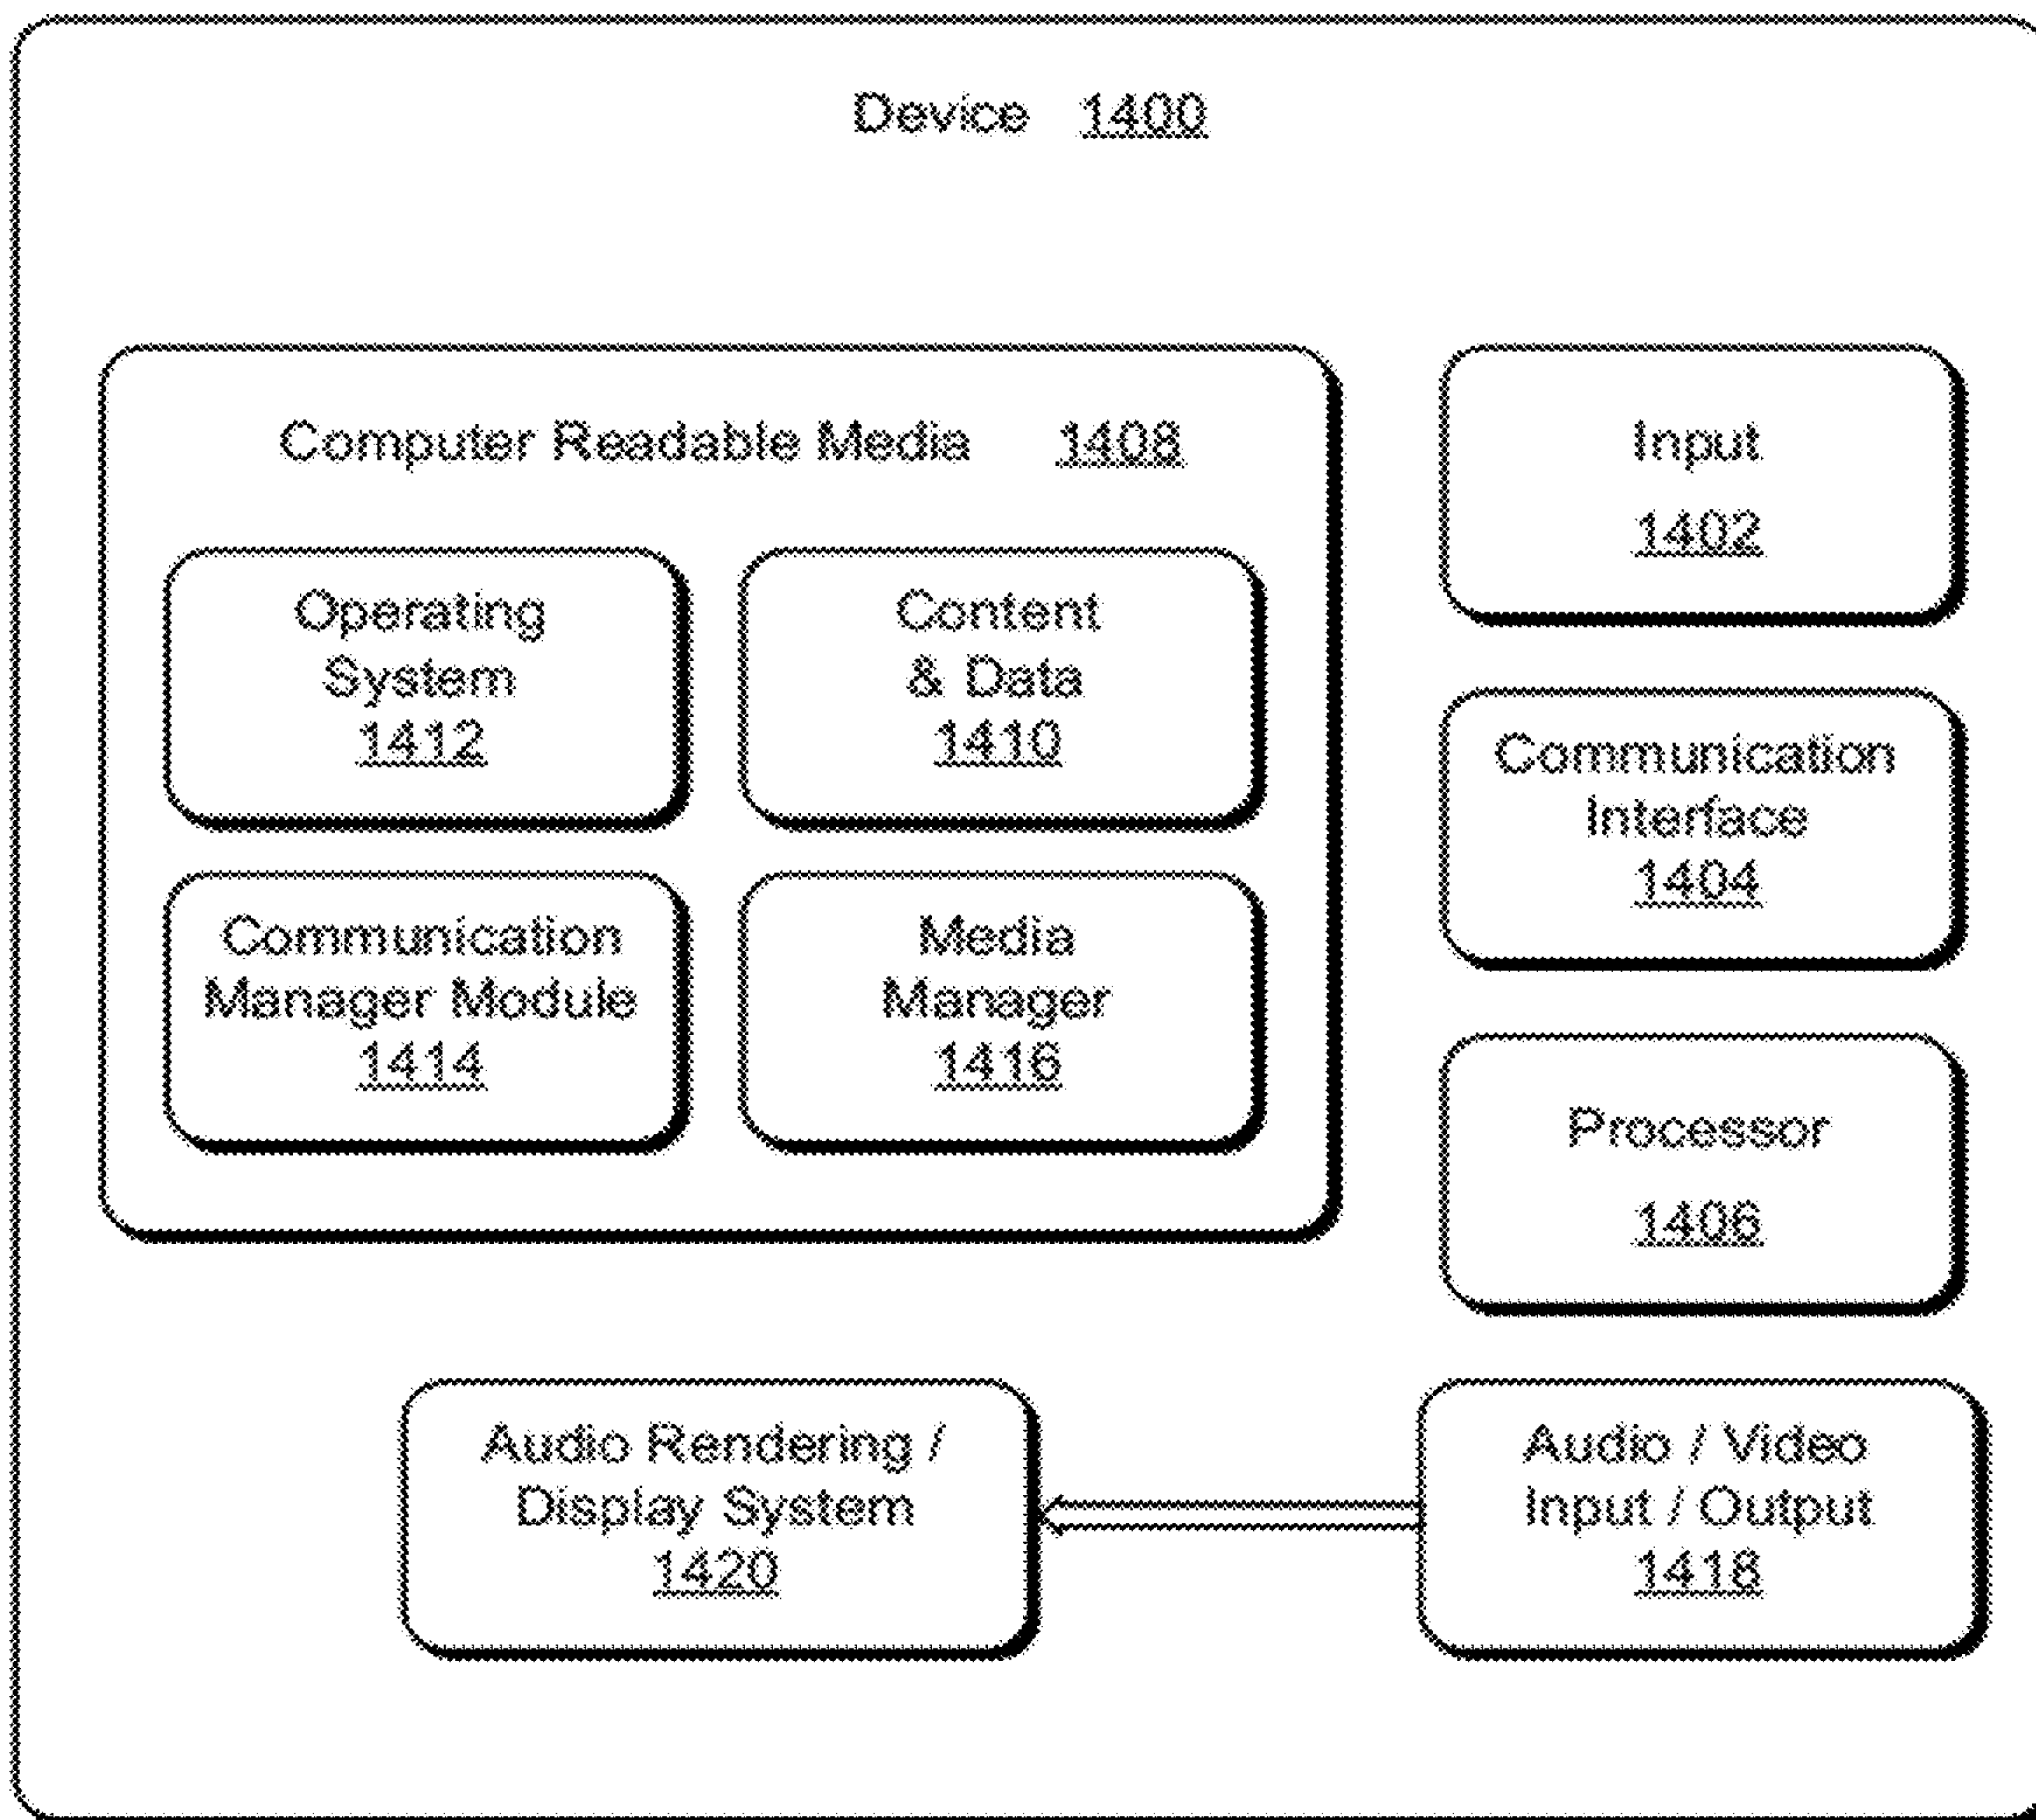 Device 1400
Computer Readable Media 1408
Operating
System
1412
Content
& Data
1410
Communication
Manager Module
1414
Media
Manager
1416
Input
1402
Communication
Interface
1404
Processor
1406
Audio Rendering /
Display System
1420
Audio / Video
Input / Output
1418